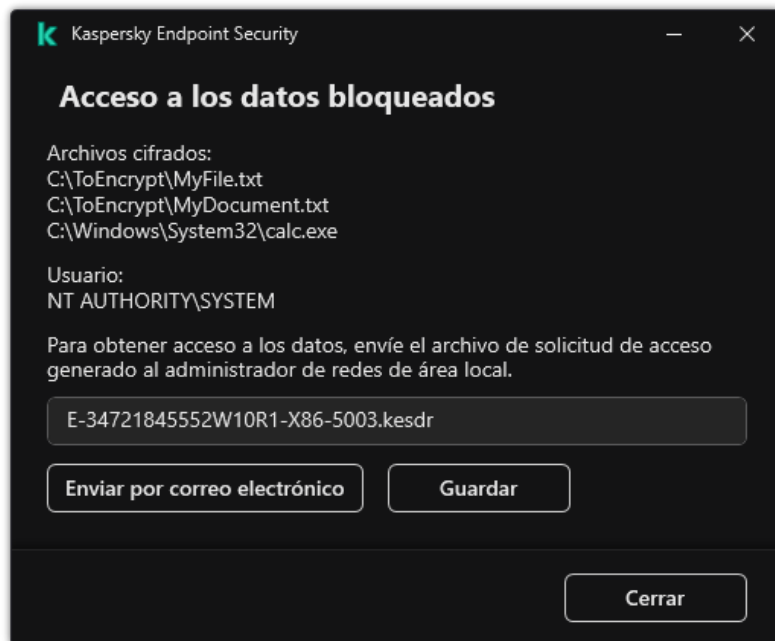 Kaspersky Endpoint Security
Acceso a los datos bloqueados
Archivos cifrados:
C:\ToEncrypt\MyFile.txt
C:\ToEncrypt\MyDocument.txt
C:\Windows\System32\calc.exe
Usuario:
NT AUTHORITY\SYSTEM
Para obtener acceso a los datos, envíe el archivo de solicitud de acceso
generado al administrador de redes de área local.
E-34721845552W10R1-X86-5003.kesdr
Enviar por correo electrónico Guardar
Cerrar